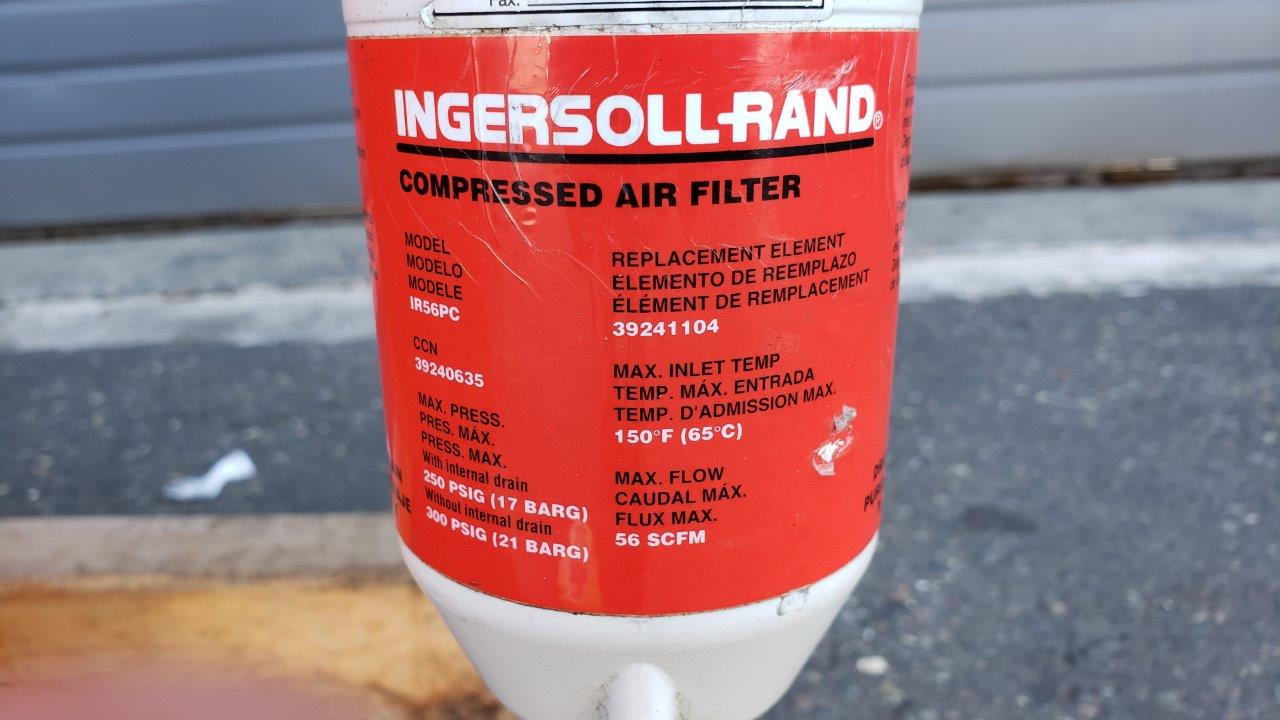 Fax:
INGERSOLL-RAND®
COMPRESSED AIR FILTER
MODEL
MODELO
MODELE
IR56PC
CCN
39240635
MAX. PRESS.
PRES. MÁX.
PRESS. MAX.
With internal drain
250 PSIG (17 BARG)
Without internal drain
300 PSIG (21 BARG)
REPLACEMENT ELEMENT
ELEMENTO DE REEMPLAZO
ÉLÉMENT DE REMPLACEMENT
39241104
MAX. INLET TEMP
TEMP. MÁX. ENTRADA
TEMP. D'ADMISSION MAX.
150°F (65°C)
MAX. FLOW
CAUDAL MÁX.
FLUX MAX.
56 SCFM